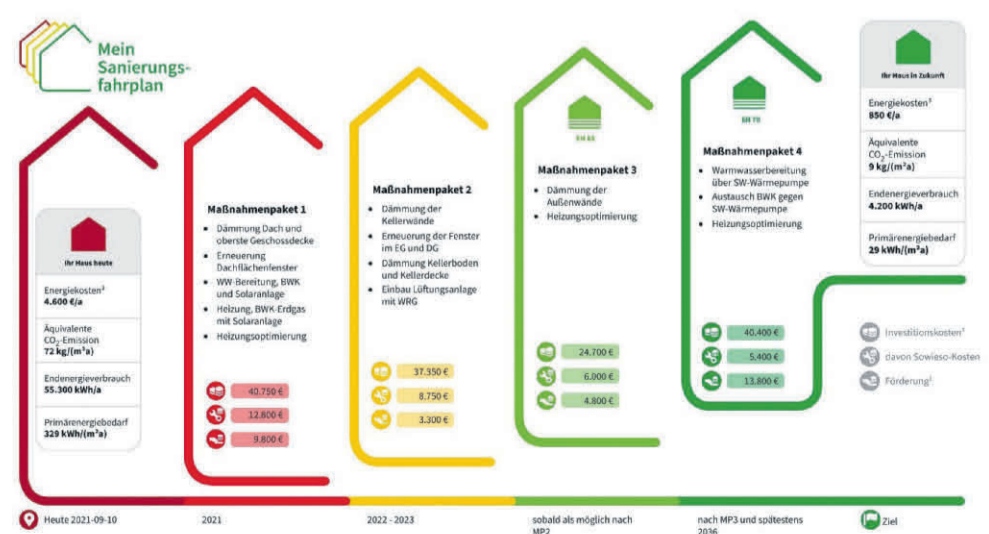 Mein
Sanierungs-
fahrplan
Ihr Haus heute
Energiekosten²
4.600 €/a
Äquivalente
CO₂-Emission
72 kg/(m²a)
Endenergieverbrauch
55.300 kWh/a
Primärenergiebedarf
329 kWh/(m²a)
Maßnahmenpaket 1
• Dämmung Dach und
oberste Geschossdecke
• Erneuerung
Dachflächenfenster
• WW-Bereitung, BWK
und Solaranlage
• Heizung, BWK-Erdgas
mit Solaranlage
• Heizungsoptimierung
40.750 €
12.800 €
9.800 €
Maßnahmenpaket 2
• Dämmung der
Kellerwände
• Erneuerung der Fenster
im EG und DG
• Dämmung Kellerboden
und Kellerdecke
• Einbau Lüftungsanlage
mit WRG
37.350 €
8.750 €
3.300 €
Maßnahmenpaket 3
• Dämmung der
Außenwände
• Heizungsoptimierung
24.700 €
6.000 €
4.800 €
EH 70
Maßnahmenpaket 4
• Warmwasserbereitung
über SW-Wärmepumpe
• Austausch BWK gegen
SW-Wärmepumpe
• Heizungsoptimierung
40.400 €
5.400 €
13.800 €
Ihr Haus in Zukunft
Energiekosten³
850 €/a
Äquivalente
CO₂-Emission
9 kg/(m²a)
Endenergieverbrauch
4.200 kWh/a
Primärenergiebedarf
29 kWh/(m²a)
Investitionskosten¹
davon Sowieso-Kosten
Förderung²
Heute 2021-09-10
2021
2022 - 2023
sobald als möglich nach
MP2
nach MP3 und spätestens
2036
Ziel